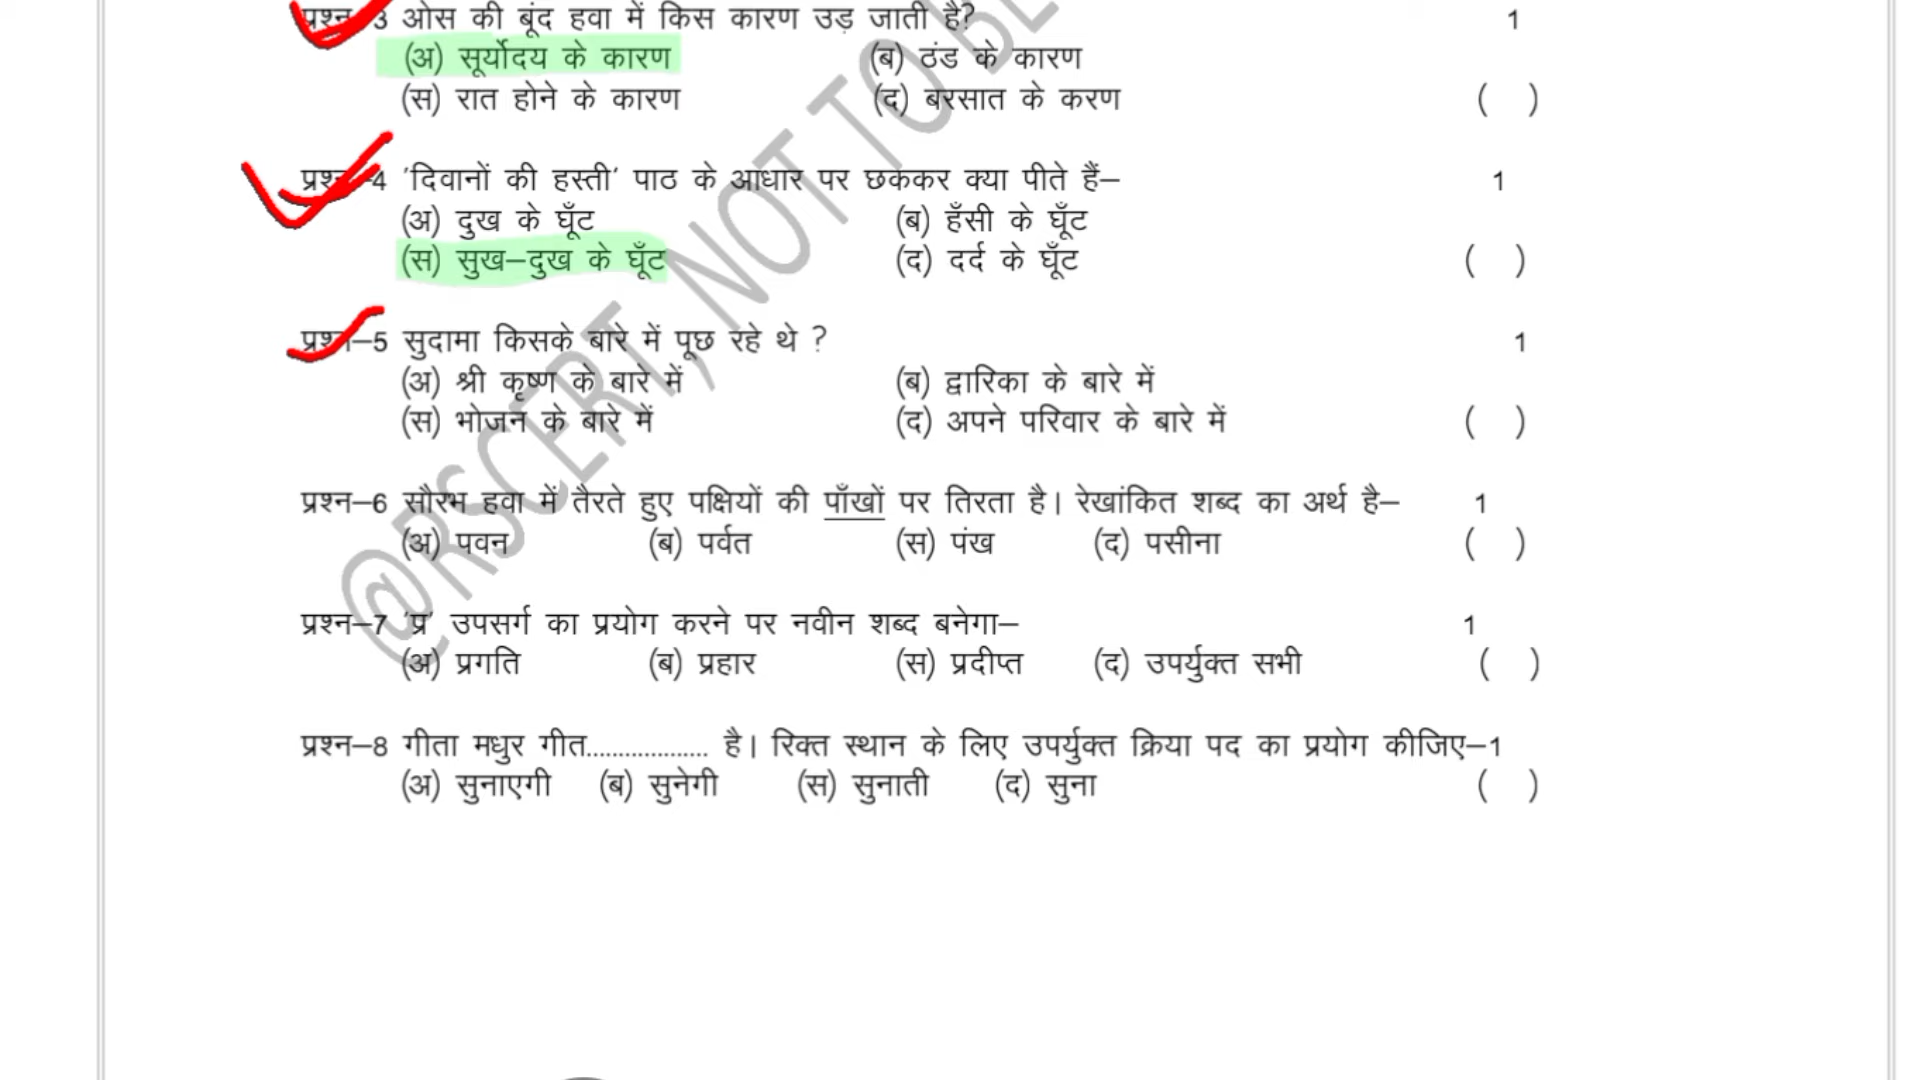 प्रश्न–3 ओस की बूंद हवा में किस कारण उड़ जाती है? 1
(अ) सूर्योदय के कारण (ब) ठंड के कारण
(स) रात होने के कारण (द) बरसात के करण ( )
प्रश्न–4 'दिवानों की हस्ती' पाठ के आधार पर छककर क्या पीते हैं– 1
(अ) दुख के घूँट (ब) हँसी के घूँट
(स) सुख–दुख के घूँट (द) दर्द के घूँट ( )
प्रश्न–5 सुदामा किसके बारे में पूछ रहे थे ? 1
(अ) श्री कृष्ण के बारे में (ब) द्वारिका के बारे में
(स) भोजन के बारे में (द) अपने परिवार के बारे में ( )
प्रश्न–6 सौरभ हवा में तैरते हुए पक्षियों की पाँखों पर तिरता है। रेखांकित शब्द का अर्थ है– 1
(अ) पवन (ब) पर्वत (स) पंख (द) पसीना ( )
प्रश्न–7 'प्र' उपसर्ग का प्रयोग करने पर नवीन शब्द बनेगा– 1
(अ) प्रगति (ब) प्रहार (स) प्रदीप्त (द) उपर्युक्त सभी ( )
प्रश्न–8 गीता मधुर गीत................... है। रिक्त स्थान के लिए उपर्युक्त क्रिया पद का प्रयोग कीजिए–1
(अ) सुनाएगी (ब) सुनेगी (स) सुनाती (द) सुना ( )
@RSCERT, NOT TO